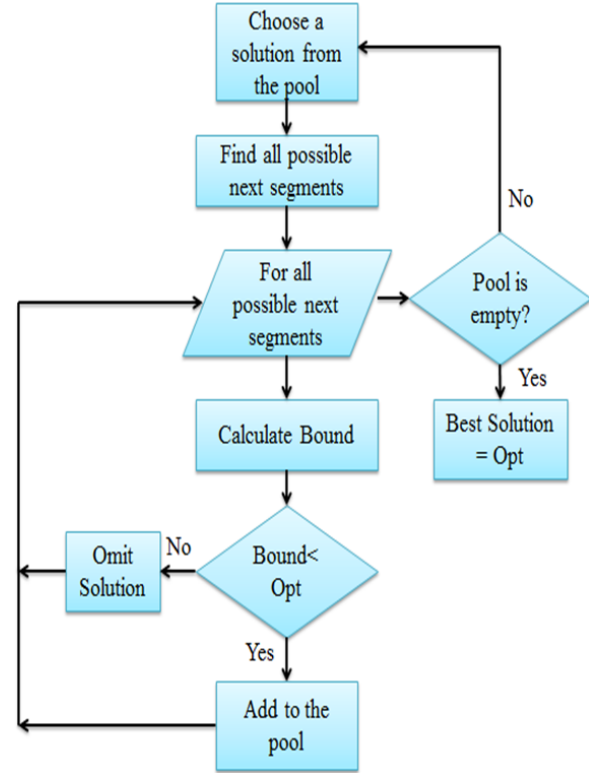 Choose a
solution from
the pool
Find all possible
next segments
No
For all
possible next
segments
Pool is
empty?
Yes
Calculate Bound
Best Solution
= Opt
No
Omit
Solution
Bound<
Opt
Yes
Add to the
pool